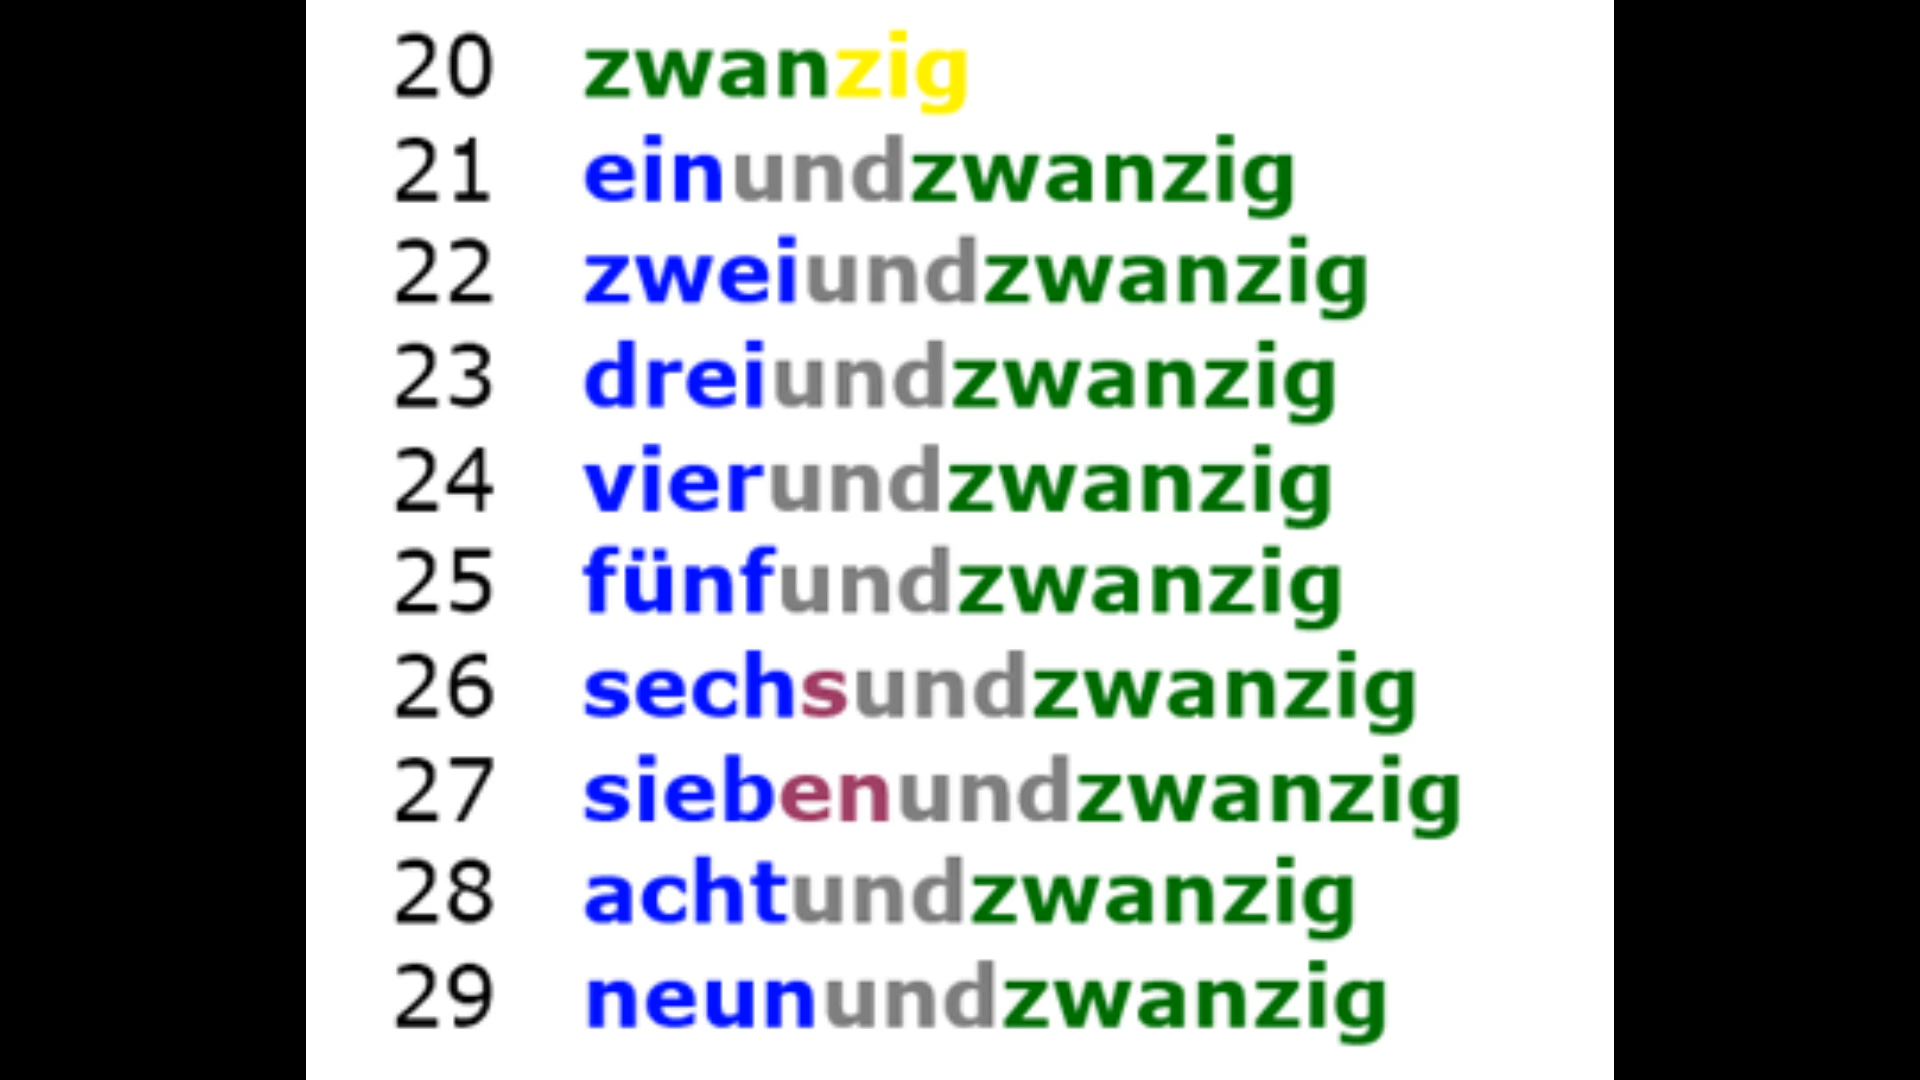 20 zwanzig
21 einundzwanzig
22 zweiundzwanzig
23 dreiundzwanzig
24 vierundzwanzig
25 fünfundzwanzig
26 sechsundzwanzig
27 siebenundzwanzig
28 achtundzwanzig
29 neunundzwanzig